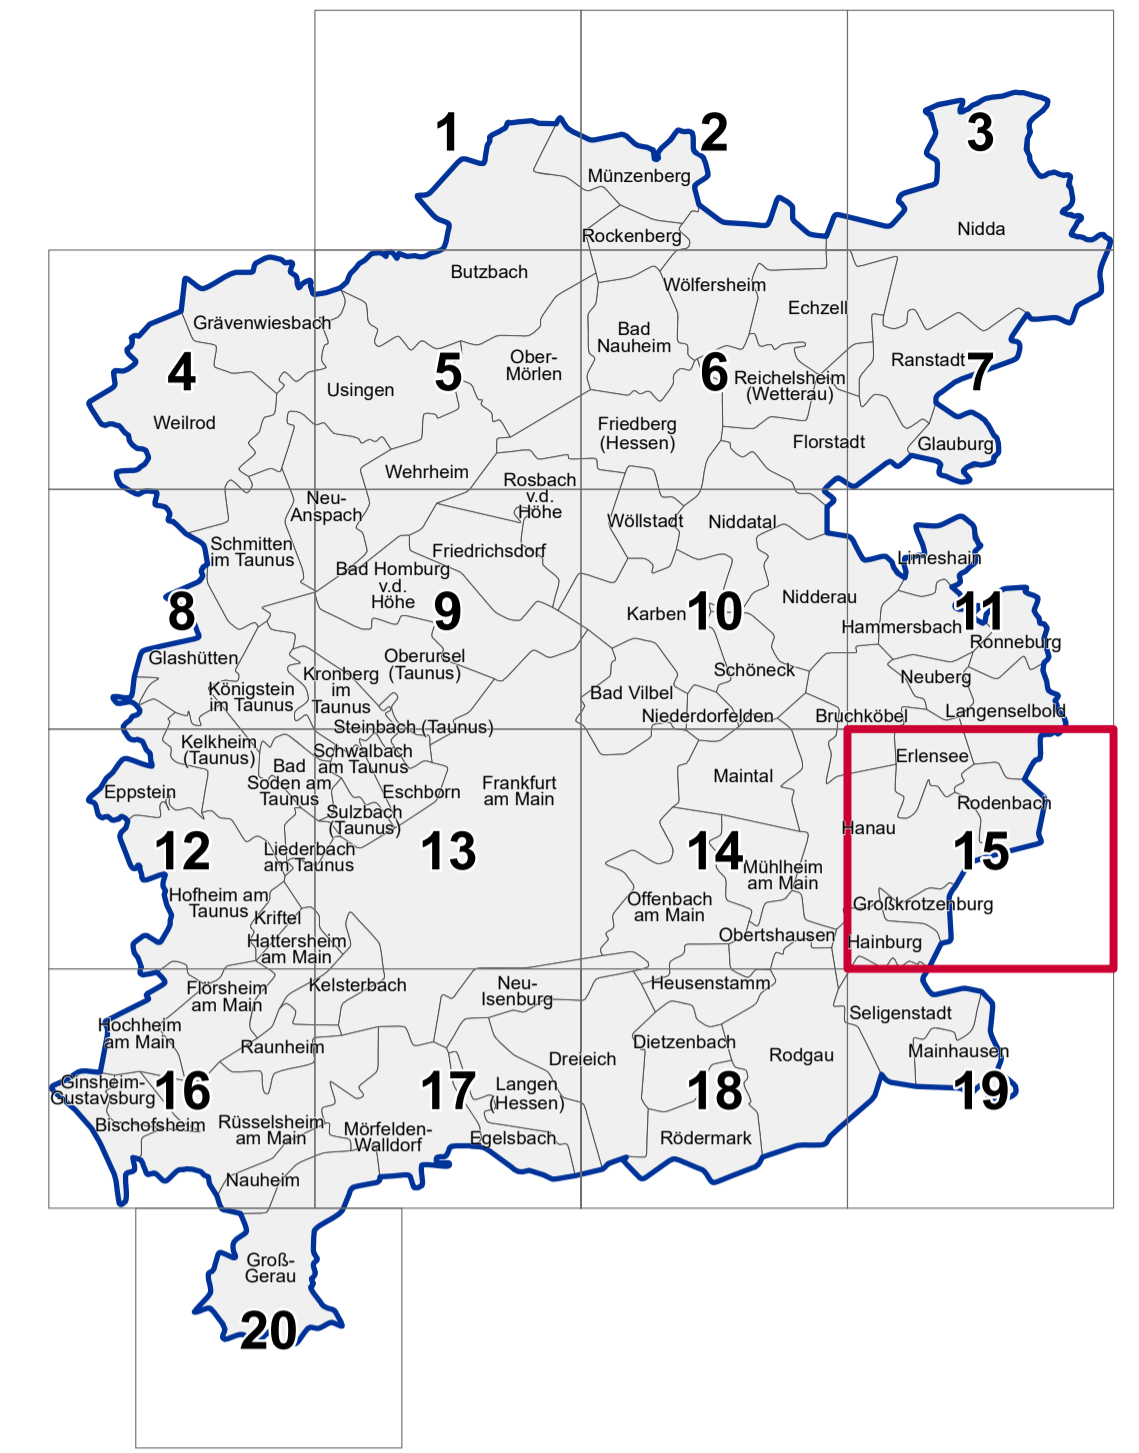 1
2
3
Münzenberg
Nidda
Rockenberg
Butzbach
Wölfersheim
Echzell
Grävenwiesbach
Bad
Nauheim
Ober-
Mörlen
Ranstadt
4
5
6
7
Usingen
Reichelsheim
(Wetterau)
Weilrod
Friedberg
(Hessen)
Florstadt
Glauburg
Wehrheim
Rosbach
v.d.
Höhe
Neu-
Anspach
Wöllstadt
Niddatal
Schmitten
im Taunus
Friedrichsdorf
Limeshain
Bad Homburg
v.d.
Höhe
8
9
10
11
Karben
Nidderau
Hammersbach
Ronneburg
Glashütten
Oberursel
(Taunus)
Schöneck
Neuberg
Königstein
im Taunus
Kronberg
im
Taunus
Bad Vilbel
Niederdorfelden
Bruchköbel
Langenselbold
Steinbach (Taunus)
Kelkheim
(Taunus)
Schwalbach
am Taunus
Erlensee
Bad
Soden am
Taunus
Maintal
Eppstein
Eschborn
Frankfurt
am Main
Rodenbach
Sulzbach
(Taunus)
Hanau
12
13
14
15
Liederbach
am Taunus
Mühlheim
am Main
Hofheim am
Taunus
Offenbach
am Main
Großkrotzenburg
Kriftel
Obertshausen
Hainburg
Hattersheim
am Main
Flörsheim
am Main
Kelsterbach
Neu-
Isenburg
Heusenstamm
Seligenstadt
Hochheim
am Main
Raunheim
Dietzenbach
Rodgau
Mainhausen
Dreieich
Ginsheim-
Gustavsburg
16
17
18
19
Langen
(Hessen)
Bischofsheim
Rüsselsheim
am Main
Mörfelden-
Walldorf
Egelsbach
Rödermark
Nauheim
Groß-
Gerau
20